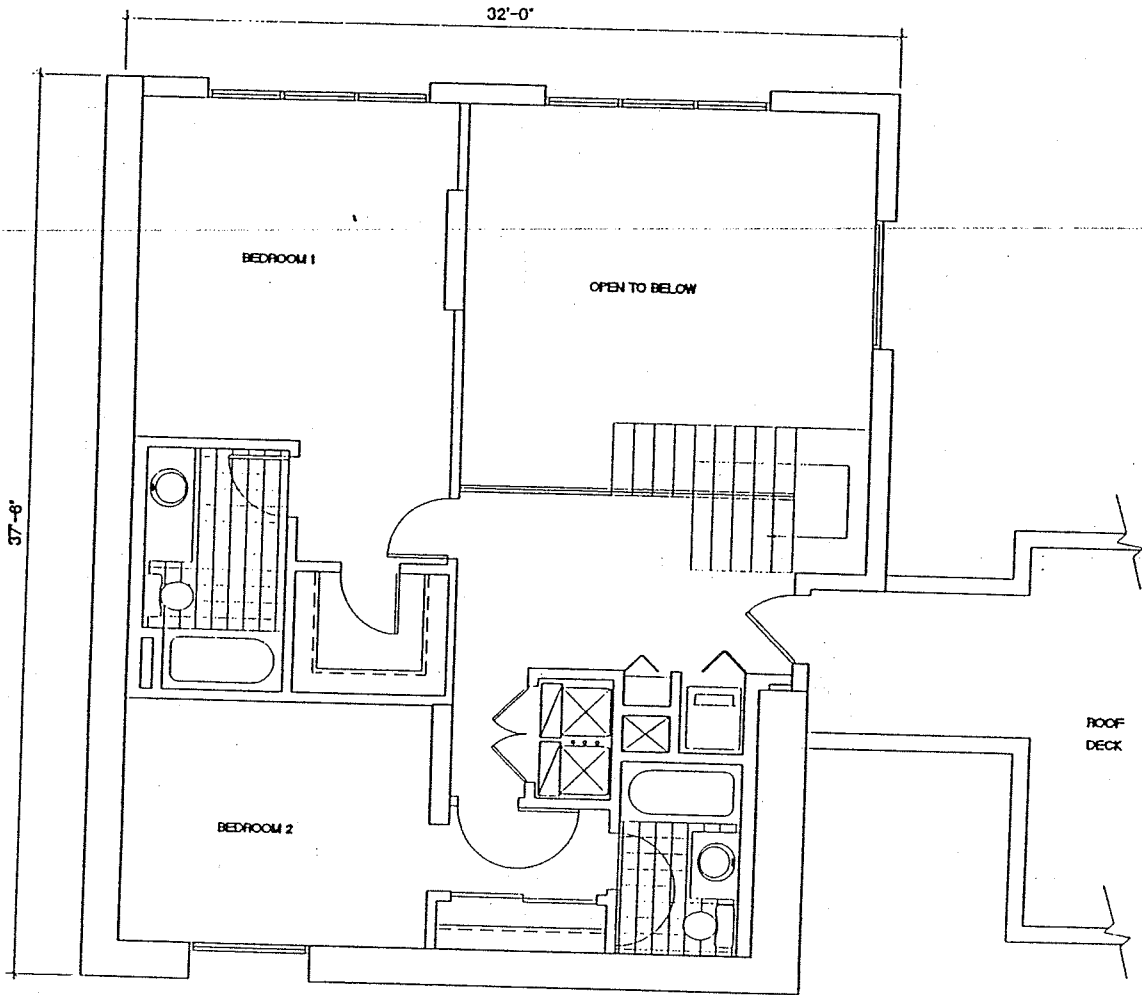 32'-0"
37'-6"
BEDROOM 1
OPEN TO BELOW
ROOF
DECK
BEDROOM 2